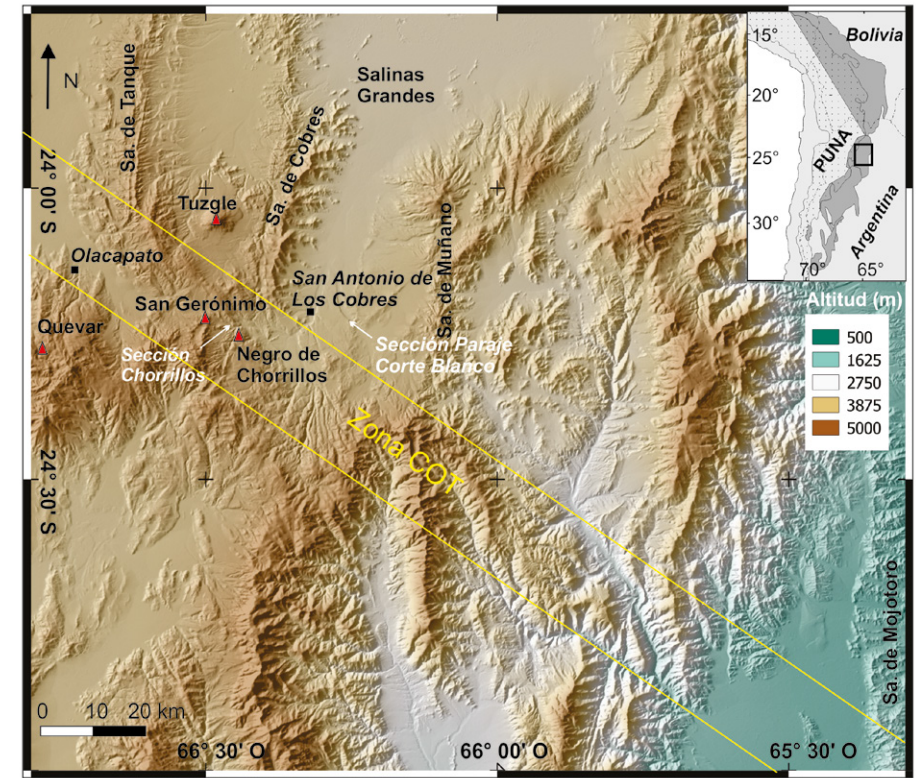 N
Sa. de Tanque
Salinas
Grandes
Sa. de Cobres
15°
20°
25°
30°
Bolivia
PUNA
Argentina
70°
65°
24° 00' S
Tuzgle
Olacapato
San Antonio de
Los Cobres
Sa. de Muñano
San Gerónimo
Quevar
Sección
Chorrillos
Negro de
Chorrillos
Sección Paraje
Corte Blanco
Altitud (m)
500
1625
2750
3875
5000
Zona COT
24° 30' S
Sa. de Mojotoro
0 10 20 km
66° 30' O
66° 00' O
65° 30' O